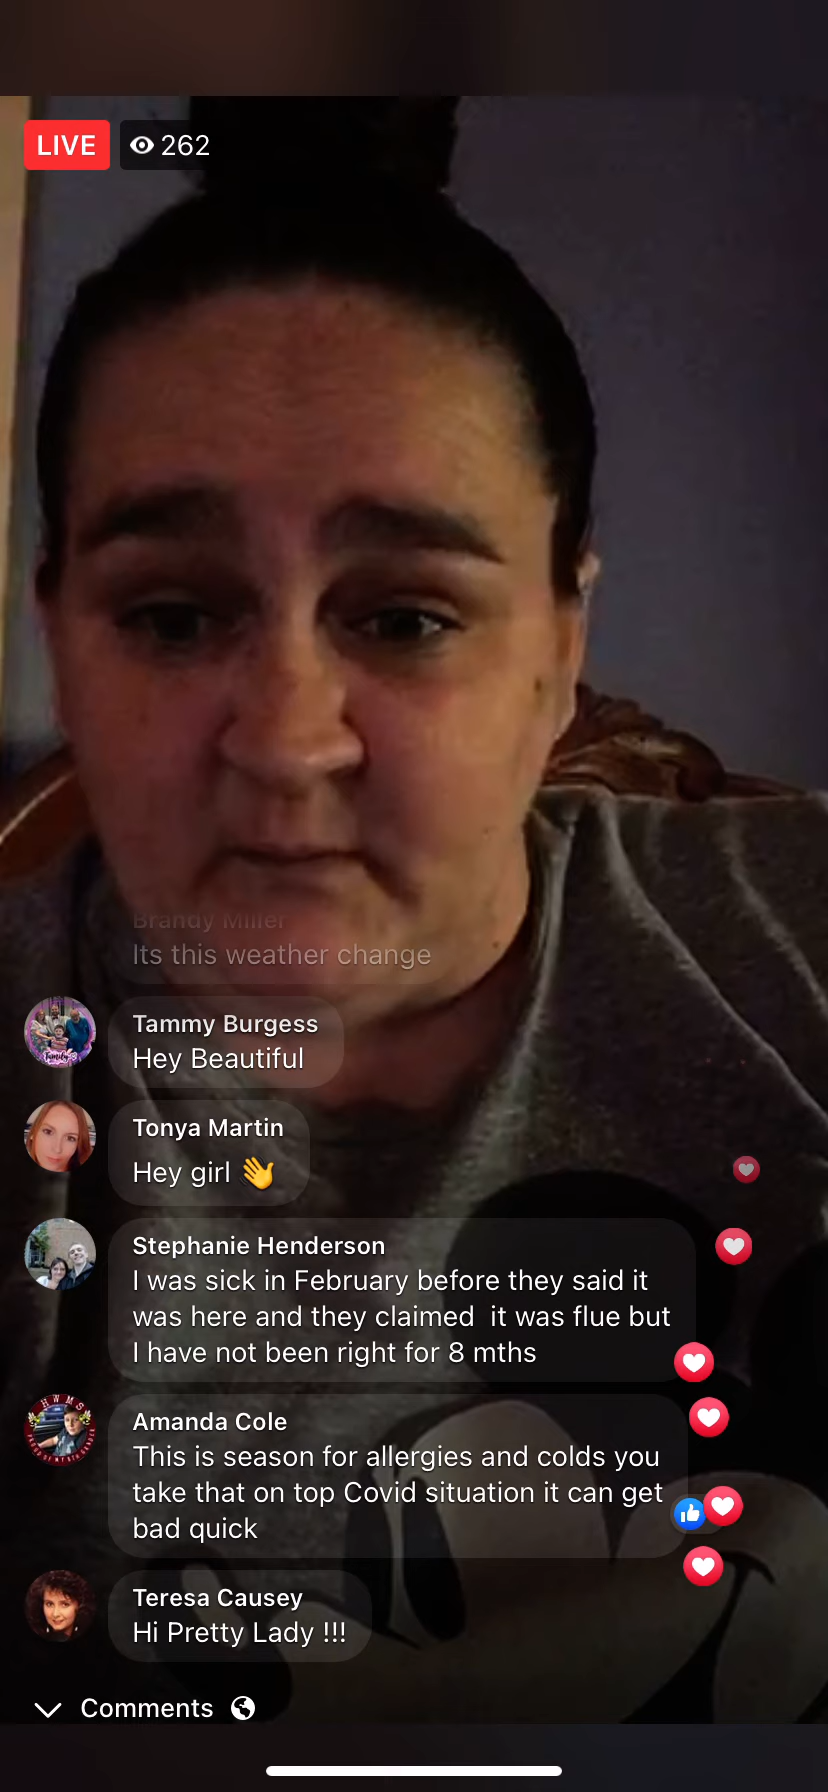 LIVE 262
Brandy Miller
Its this weather change
Tammy Burgess
Hey Beautiful
Tonya Martin
Hey girl 👋
Stephanie Henderson
I was sick in February before they said it
was here and they claimed  it was flue but
I have not been right for 8 mths
Amanda Cole
This is season for allergies and colds you
take that on top Covid situation it can get
bad quick
Teresa Causey
Hi Pretty Lady !!!
Comments